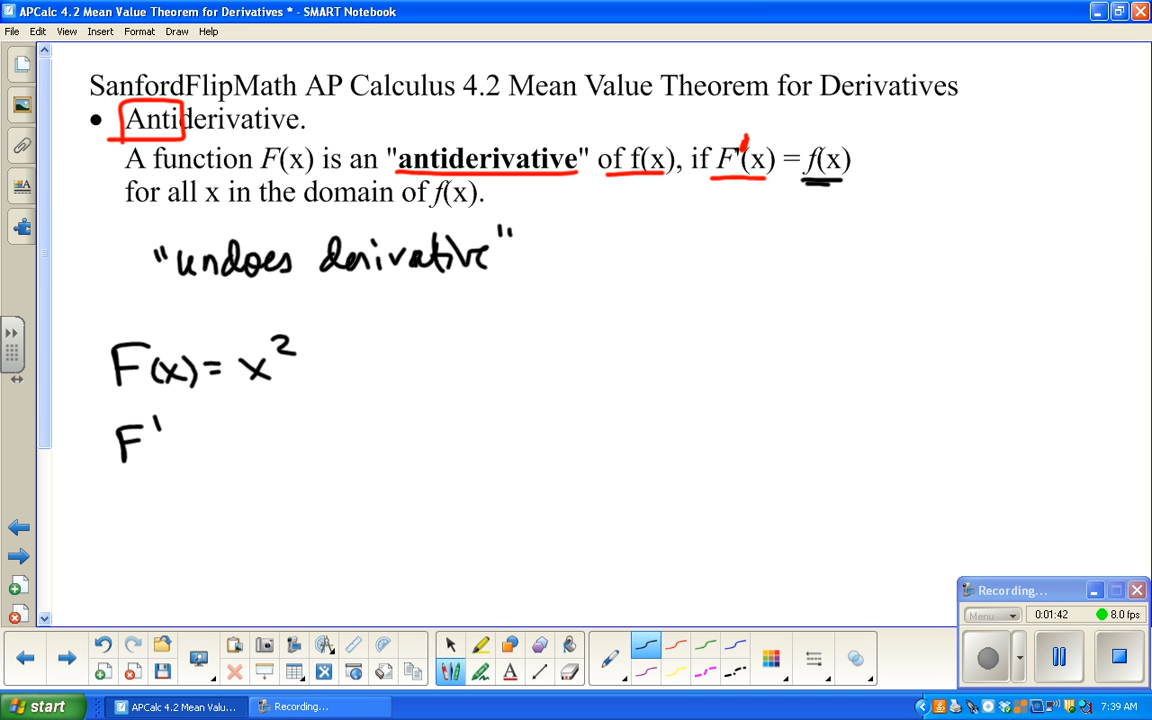 APCalc 4.2 Mean Value Theorem for Derivatives * - SMART Notebook
File Edit View Insert Format Draw Help
SanfordFlipMath AP Calculus 4.2 Mean Value Theorem for Derivatives
• Antiderivative.
A function F(x) is an "antiderivative" of f(x), if F'(x) = f(x)
for all x in the domain of f(x).
"undoes derivative"
F(x) = x²
F'
Recording...
Menu 0:01:42 8.0 fps
start APCalc 4.2 Mean Valu... Recording... 7:39 AM